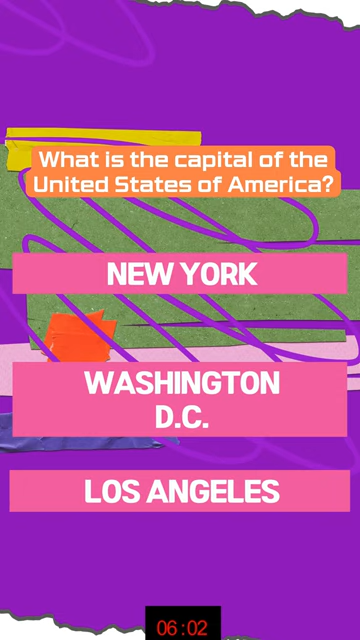 What is the capital of the
United States of America?
NEW YORK
WASHINGTON
D.C.
LOS ANGELES
06:02